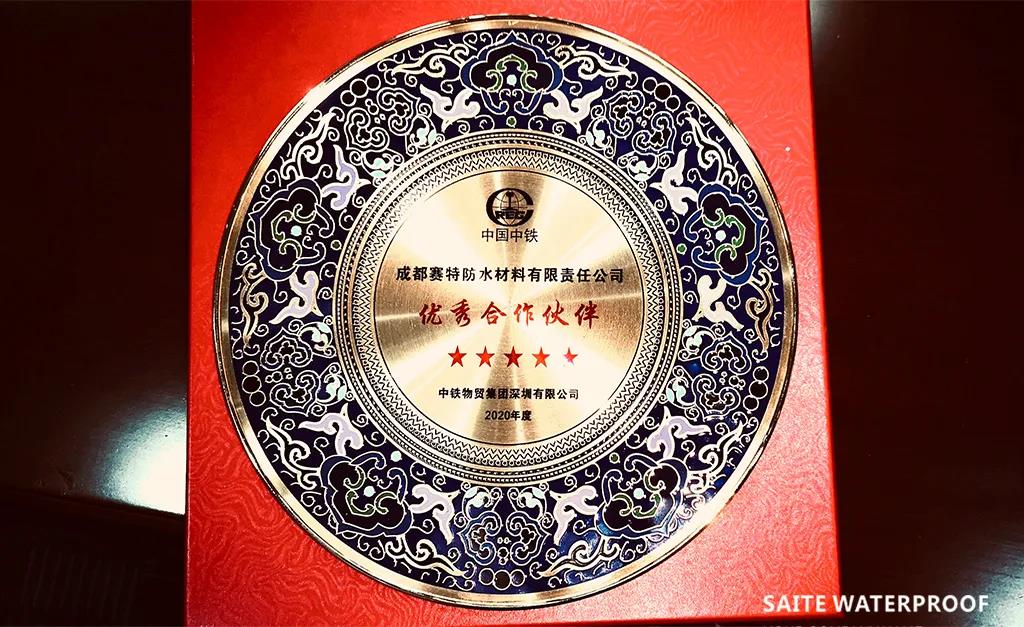 CREC
中国中铁
成都赛特防水材料有限责任公司
优秀合作伙伴
中铁物贸集团深圳有限公司
2020年度
SAITE WATERPROOF